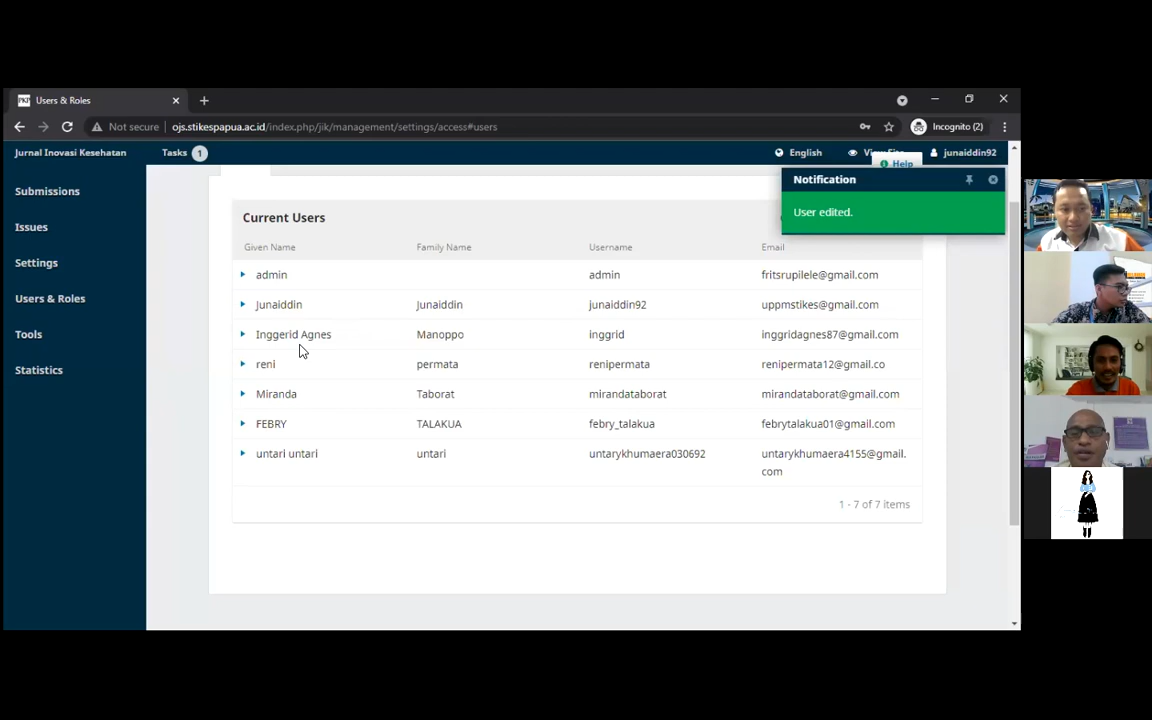 PKP Users & Roles
Not secure ojs.stikespapua.ac.id/index.php/jik/management/settings/access#users
Incognito (2)
Jurnal Inovasi Kesehatan Tasks 1 English View Site junaiddin92
Help
Notification
User edited.
Submissions
Issues
Settings
Users & Roles
Tools
Statistics
Current Users
Given Name Family Name Username Email
admin admin fritsrupilele@gmail.com
Junaiddin Junaiddin junaiddin92 uppmstikes@gmail.com
Inggerid Agnes Manoppo inggrid inggridagnes87@gmail.com
reni permata renipermata renipermata12@gmail.co
Miranda Taborat mirandataborat mirandataborat@gmail.com
FEBRY TALAKUA febry_talakua febrytalakua01@gmail.com
untari untari untari untarykhumaera030692 untarykhumaera4155@gmail.
com
1 - 7 of 7 items